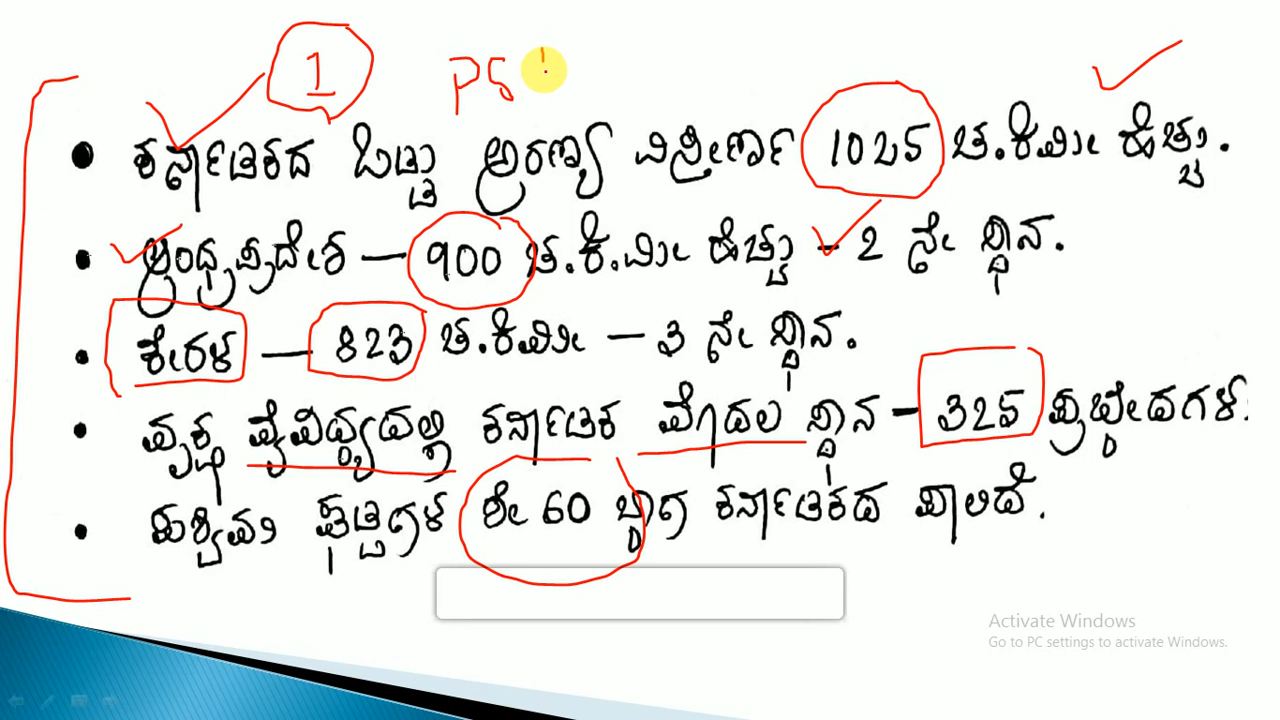 1 PS
• ಕರ್ನಾಟಕದ ಒಟ್ಟು ಅರಣ್ಯ ವಿಸ್ತೀರ್ಣ 1025 ಚ.ಕಿಮೀ ಹೆಚ್ಚು.
• ಆಂಧ್ರಪ್ರದೇಶ – 900 ಚ.ಕಿ.ಮೀ ಹೆಚ್ಚು – 2 ನೇ ಸ್ಥಾನ.
• ಕೇರಳ – 823 ಚ.ಕಿಮೀ – 3 ನೇ ಸ್ಥಾನ.
• ವೃಕ್ಷ ವೈವಿಧ್ಯದಲ್ಲಿ ಕರ್ನಾಟಕ ಮೊದಲ ಸ್ಥಾನ – 325 ಪ್ರಭೇದಗಳ.
• ಪಶ್ಚಿಮ ಘಟ್ಟಗಳ ಶೇ 60 ಭಾಗ ಕರ್ನಾಟಕದ ಪಾಲಿದೆ.
Activate Windows
Go to PC settings to activate Windows.